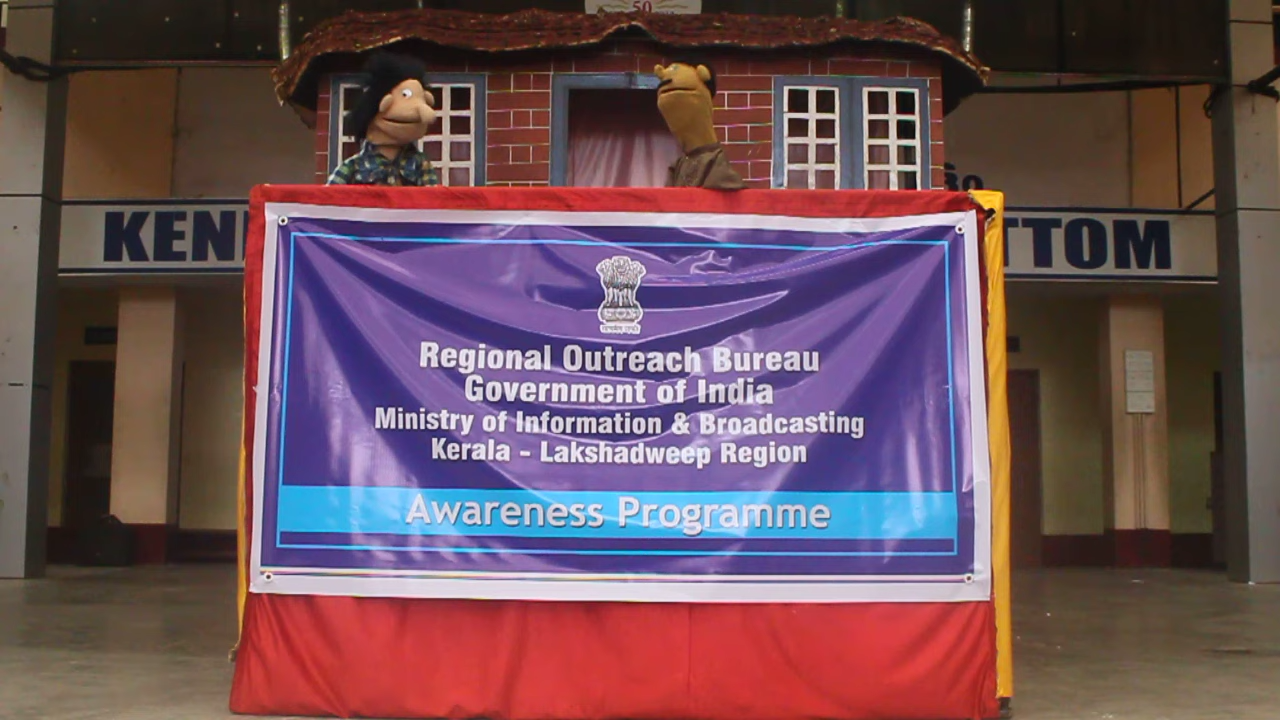 50
KEN
TTOM
Regional Outreach Bureau
Government of India
Ministry of Information & Broadcasting
Kerala - Lakshadweep Region
Awareness Programme